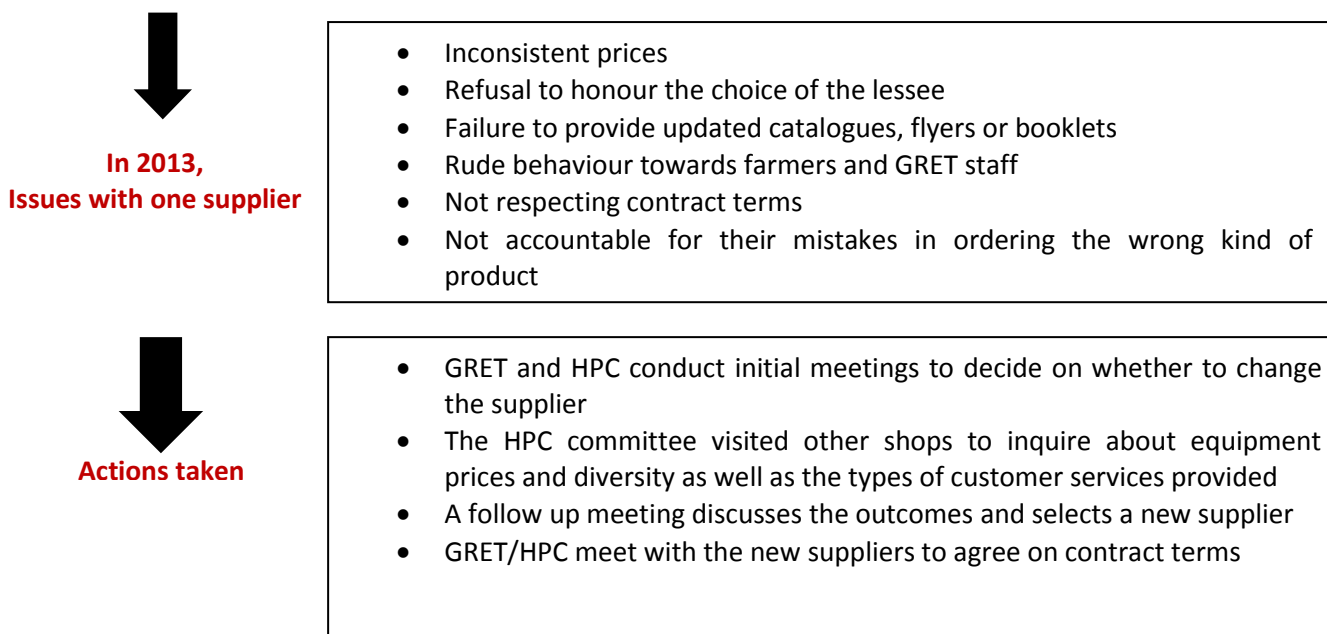 In 2013,
Issues with one supplier
• Inconsistent prices
• Refusal to honour the choice of the lessee
• Failure to provide updated catalogues, flyers or booklets
• Rude behaviour towards farmers and GRET staff
• Not respecting contract terms
• Not accountable for their mistakes in ordering the wrong kind of
product
Actions taken
• GRET and HPC conduct initial meetings to decide on whether to change
the supplier
• The HPC committee visited other shops to inquire about equipment
prices and diversity as well as the types of customer services provided
• A follow up meeting discusses the outcomes and selects a new supplier
• GRET/HPC meet with the new suppliers to agree on contract terms